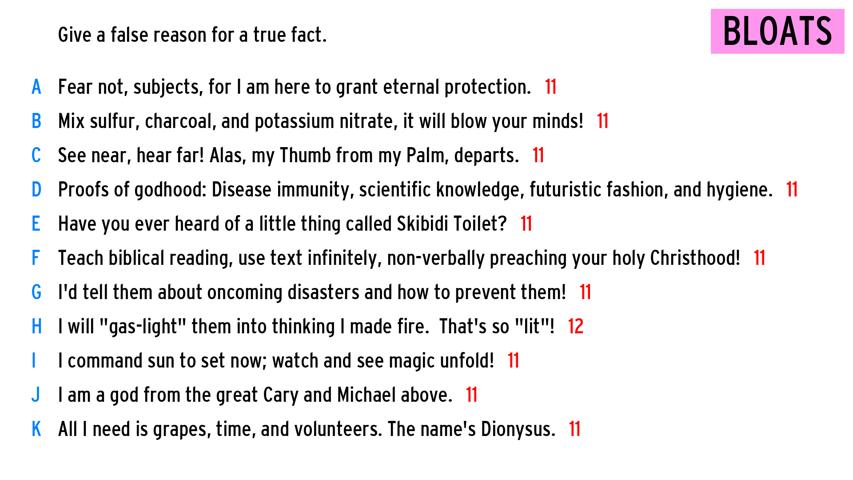 Give a false reason for a true fact.
BLOATS
A Fear not, subjects, for I am here to grant eternal protection. 11
B Mix sulfur, charcoal, and potassium nitrate, it will blow your minds! 11
C See near, hear far! Alas, my Thumb from my Palm, departs. 11
D Proofs of godhood: Disease immunity, scientific knowledge, futuristic fashion, and hygiene. 11
E Have you ever heard of a little thing called Skibidi Toilet? 11
F Teach biblical reading, use text infinitely, non-verbally preaching your holy Christhood! 11
G I'd tell them about oncoming disasters and how to prevent them! 11
H I will "gas-light" them into thinking I made fire. That's so "lit"! 12
I I command sun to set now; watch and see magic unfold! 11
J I am a god from the great Cary and Michael above. 11
K All I need is grapes, time, and volunteers. The name's Dionysus. 11